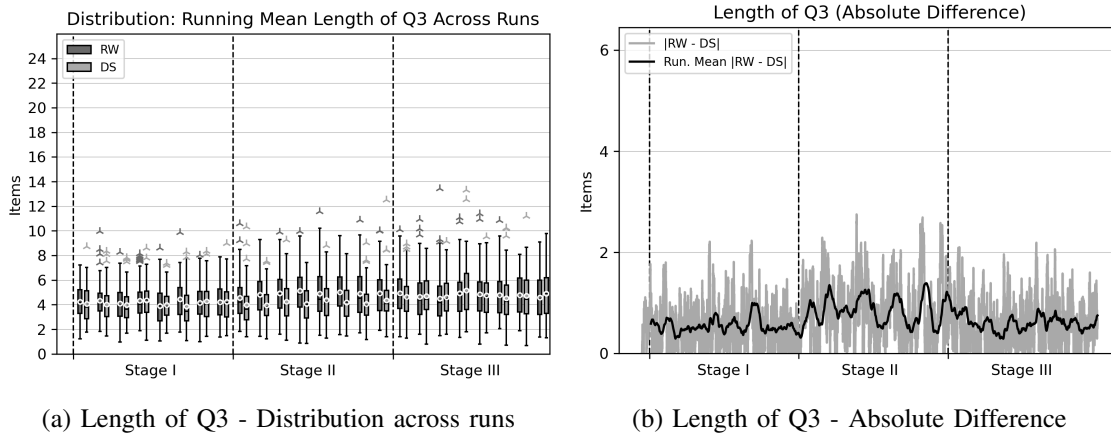 Distribution: Running Mean Length of Q3 Across Runs
RW
DS
Items
24
22
20
18
16
14
12
10
8
6
4
2
0
Stage I
Stage II
Stage III
(a) Length of Q3 - Distribution across runs
Length of Q3 (Absolute Difference)
|RW - DS|
Run. Mean |RW - DS|
Items
6
4
2
0
Stage I
Stage II
Stage III
(b) Length of Q3 - Absolute Difference